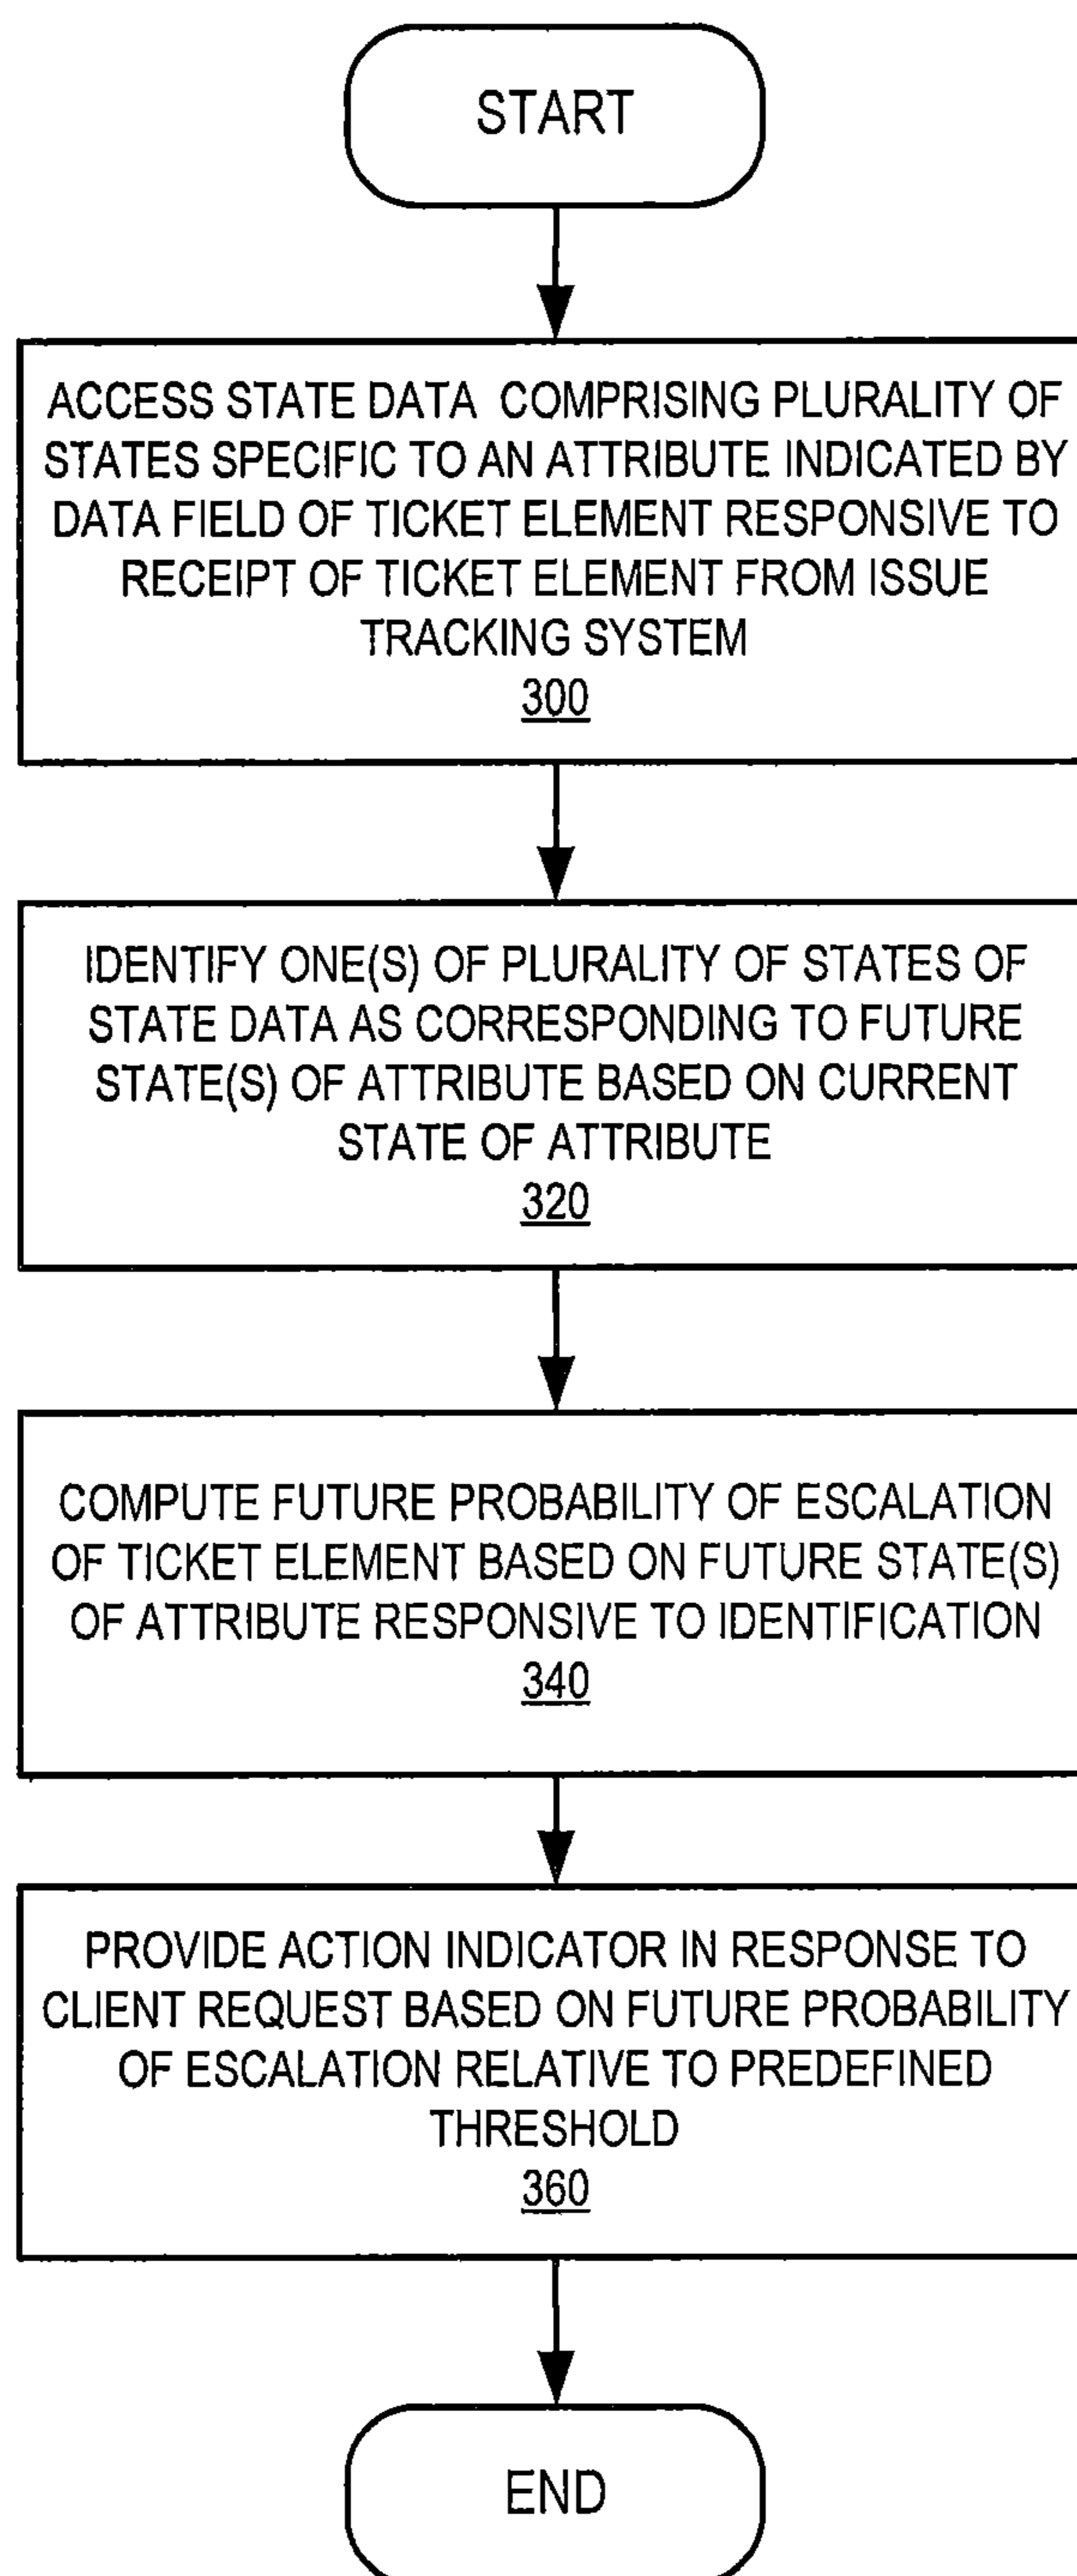 START
ACCESS STATE DATA COMPRISING PLURALITY OF
STATES SPECIFIC TO AN ATTRIBUTE INDICATED BY
DATA FIELD OF TICKET ELEMENT RESPONSIVE TO
RECEIPT OF TICKET ELEMENT FROM ISSUE
TRACKING SYSTEM
300
IDENTIFY ONE(S) OF PLURALITY OF STATES OF
STATE DATA AS CORRESPONDING TO FUTURE
STATE(S) OF ATTRIBUTE BASED ON CURRENT
STATE OF ATTRIBUTE
320
COMPUTE FUTURE PROBABILITY OF ESCALATION
OF TICKET ELEMENT BASED ON FUTURE STATE(S)
OF ATTRIBUTE RESPONSIVE TO IDENTIFICATION
340
PROVIDE ACTION INDICATOR IN RESPONSE TO
CLIENT REQUEST BASED ON FUTURE PROBABILITY
OF ESCALATION RELATIVE TO PREDEFINED
THRESHOLD
360
END